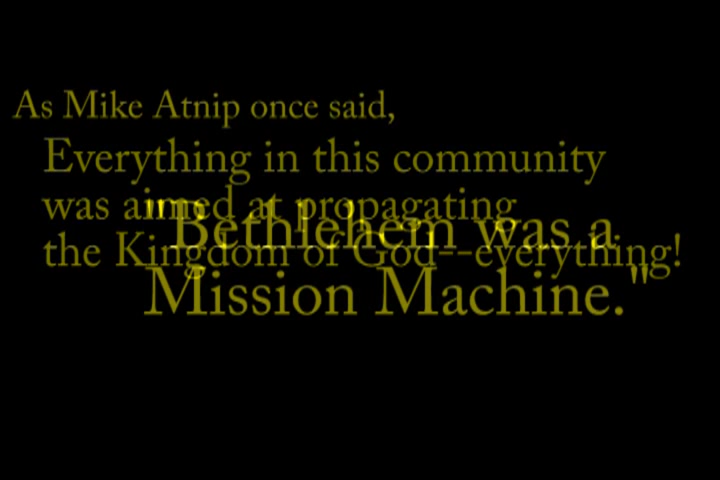 As Mike Atnip once said,
Everything in this community
was aimed at propagating
"Bethlehem was a
the Kingdom of God--everything!
Mission Machine."